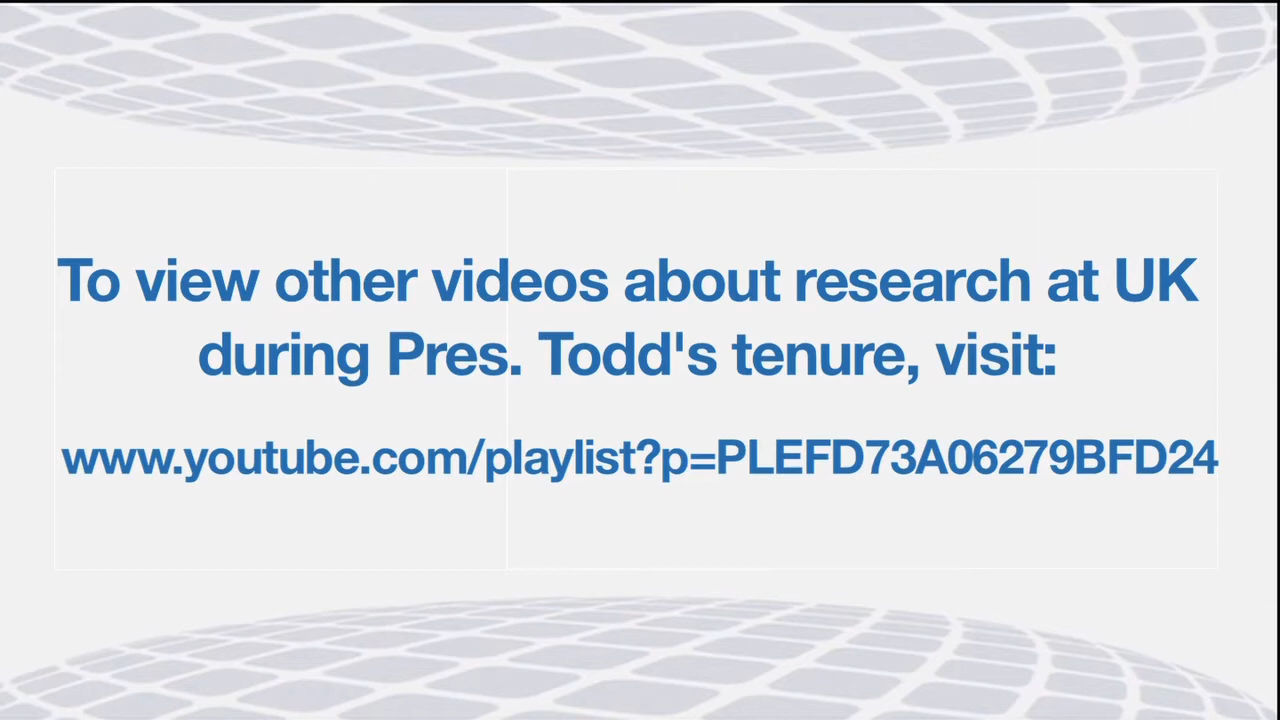 To view other videos about research at UK
during Pres. Todd's tenure, visit:
www.youtube.com/playlist?p=PLEFD73A06279BFD24